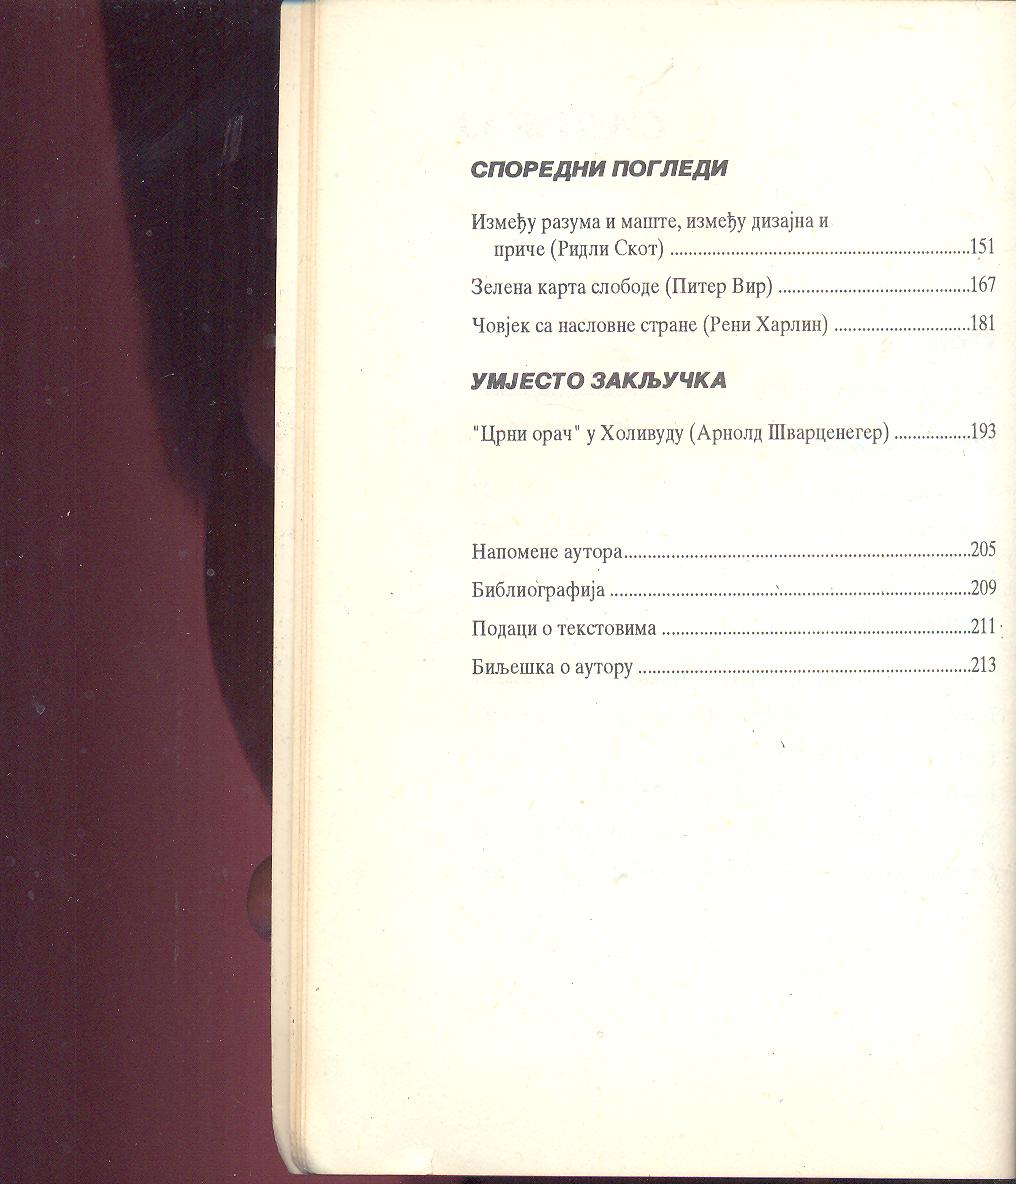 СПОРЕДНИ ПОГЛЕДИ
Између разума и маште, између дизајна и
приче (Ридли Скот) ........................................................................151
Зелена карта слободе (Питер Вир) ..............................................167
Човјек са насловне стране (Рени Харлин) .................................181
УМЈЕСТО ЗАКЉУЧКА
"Црни орач" у Холивуду (Арнолд Шварценегер) ..................193
Напомене аутора...................................................................................205
Библиографија .......................................................................................209
Подаци о текстовима ..........................................................................211
Биљешка о аутору ................................................................................213